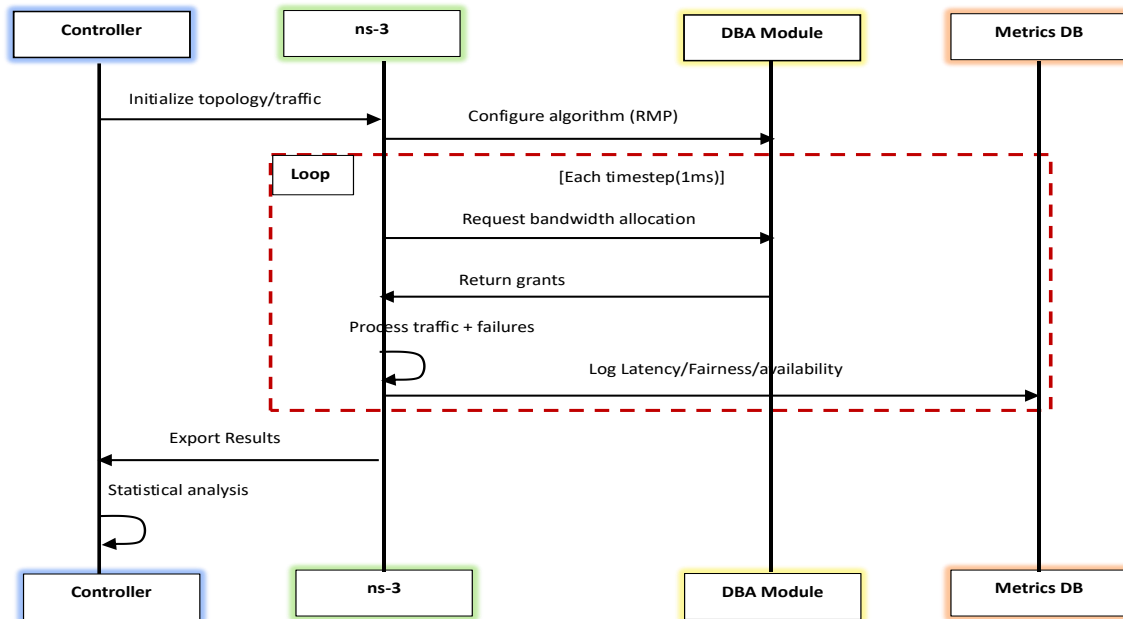 Controller
ns-3
DBA Module
Metrics DB
Initialize topology/traffic
Configure algorithm (RMP)
Loop
[Each timestep(1ms)]
Request bandwidth allocation
Return grants
Process traffic + failures
Log Latency/Fairness/availability
Export Results
Statistical analysis
Controller
ns-3
DBA Module
Metrics DB